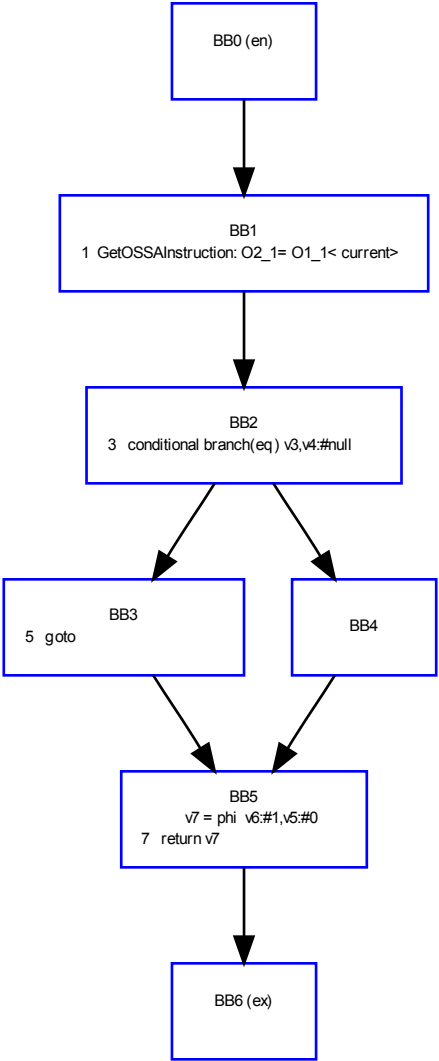 BB0 (en)
BB1
1 GetOSSAInstruction: O2_1= O1_1< current>
BB2
3 conditional branch(eq) v3,v4:#null
BB3
5 goto
BB4
BB5
v7 = phi v6:#1,v5:#0
7 return v7
BB6 (ex)